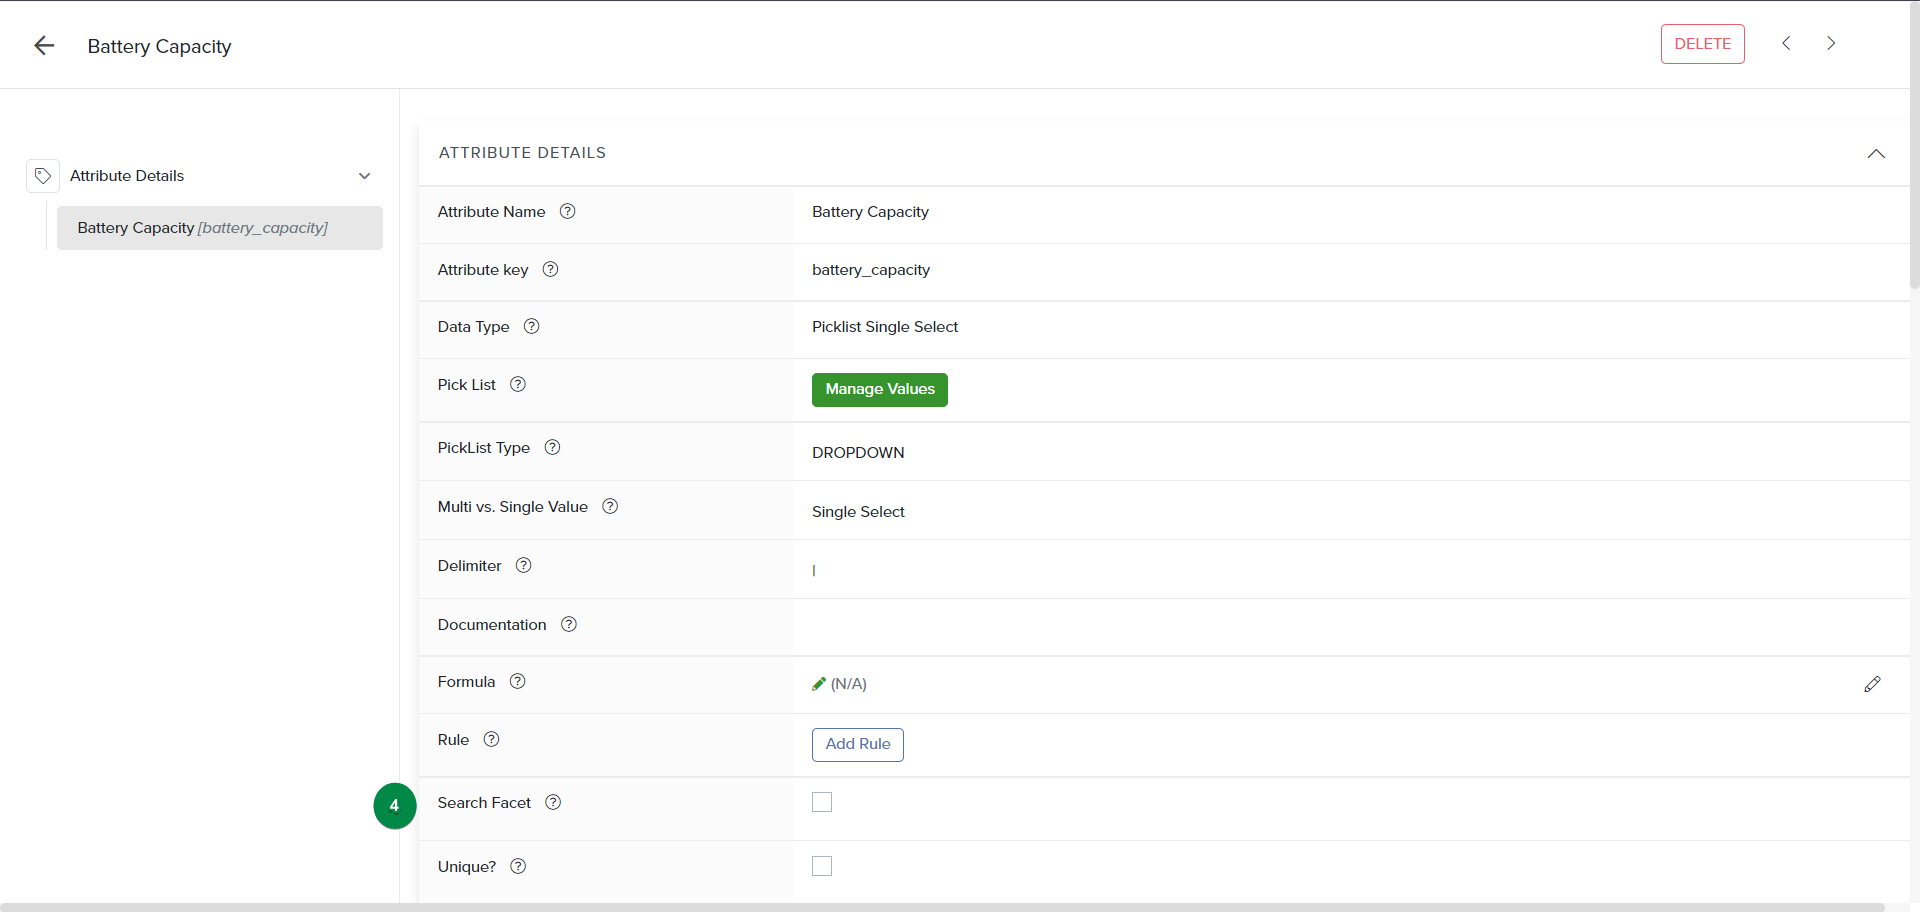 Battery Capacity
DELETE
Attribute Details
Battery Capacity [battery_capacity]
ATTRIBUTE DETAILS
Attribute Name ? Battery Capacity
Attribute key ? battery_capacity
Data Type ? Picklist Single Select
Pick List ? Manage Values
PickList Type ? DROPDOWN
Multi vs. Single Value ? Single Select
Delimiter ? |
Documentation ?
Formula ? (N/A)
Rule ? Add Rule
4 Search Facet ?
Unique? ?